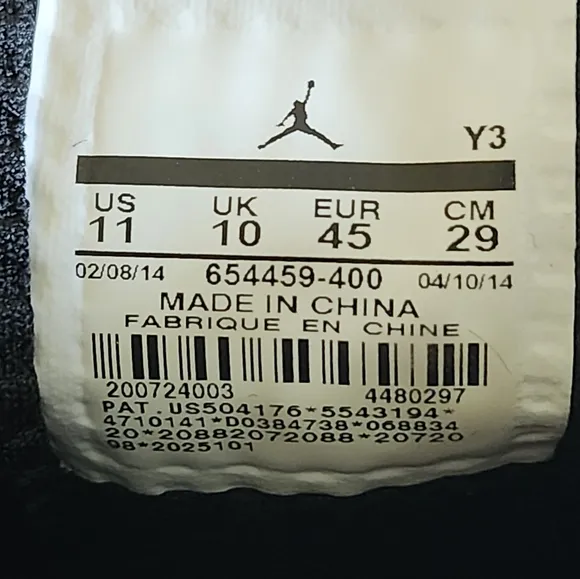 Y3
US UK EUR CM
11 10 45 29
02/08/14 654459-400 04/10/14
MADE IN CHINA
FABRIQUE EN CHINE
200724003 4480297
PAT.US504176*5543194*
4710141*D0384738*068834
20*20882072088*20720
08*2025101